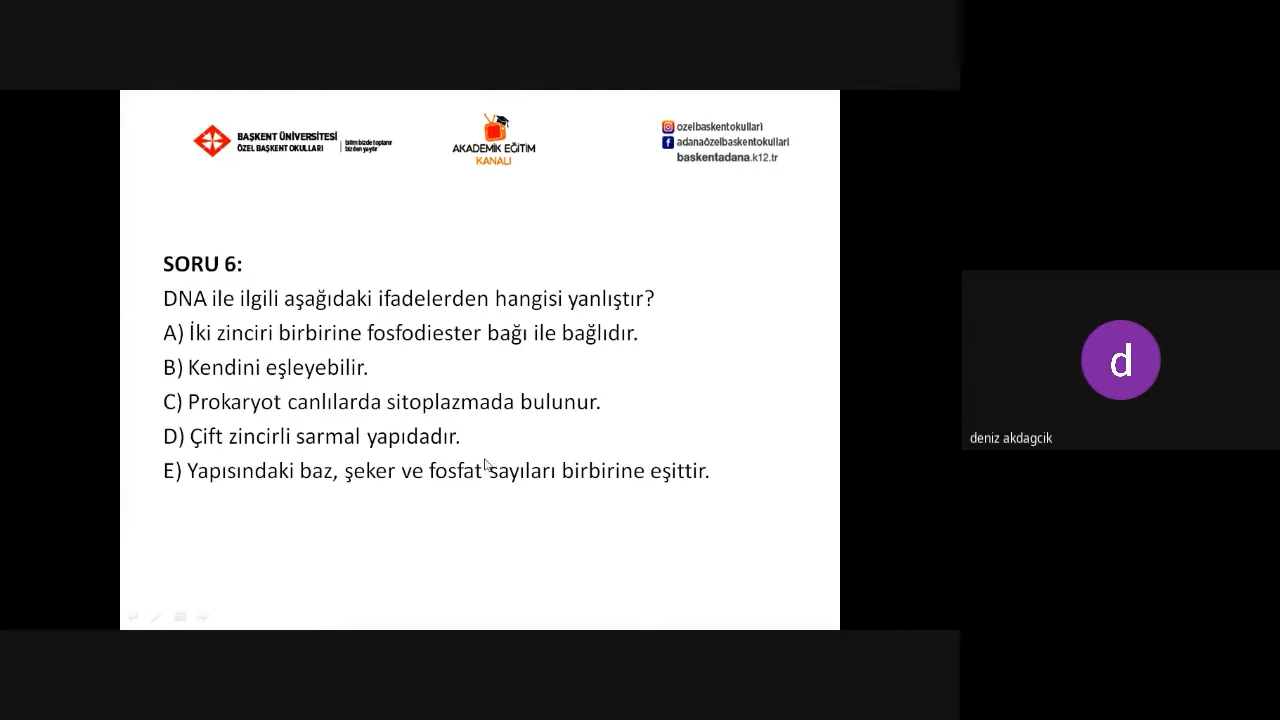 BAŞKENT ÜNİVERSİTESİ
ÖZEL BAŞKENT OKULLARI
bilim bizde toplanır
bizden yayılır
AKADEMİK EĞİTİM
KANALI
ozelbaskentokullari
adanaözelbaskentokullari
baskentadana.k12.tr
SORU 6:
DNA ile ilgili aşağıdaki ifadelerden hangisi yanlıştır?
A) İki zinciri birbirine fosfodiester bağı ile bağlıdır.
B) Kendini eşleyebilir.
C) Prokaryot canlılarda sitoplazmada bulunur.
D) Çift zincirli sarmal yapıdadır.
E) Yapısındaki baz, şeker ve fosfat sayıları birbirine eşittir.
d
deniz akdagcik